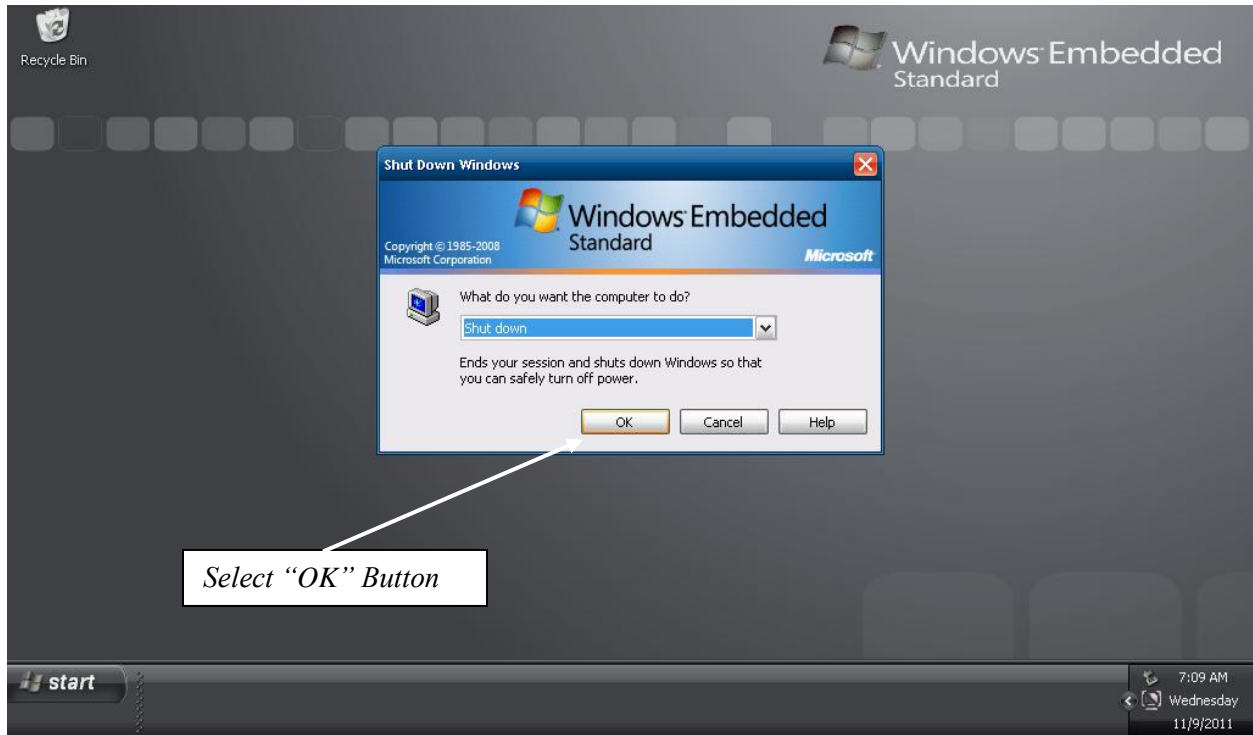 Recycle Bin
Windows Embedded
Standard
Shut Down Windows
Windows Embedded
Standard
Copyright © 1985-2008
Microsoft Corporation
Microsoft
What do you want the computer to do?
Shut down
Ends your session and shuts down Windows so that
you can safely turn off power.
OK
Cancel
Help
Select “OK” Button
start
7:09 AM
Wednesday
11/9/2011